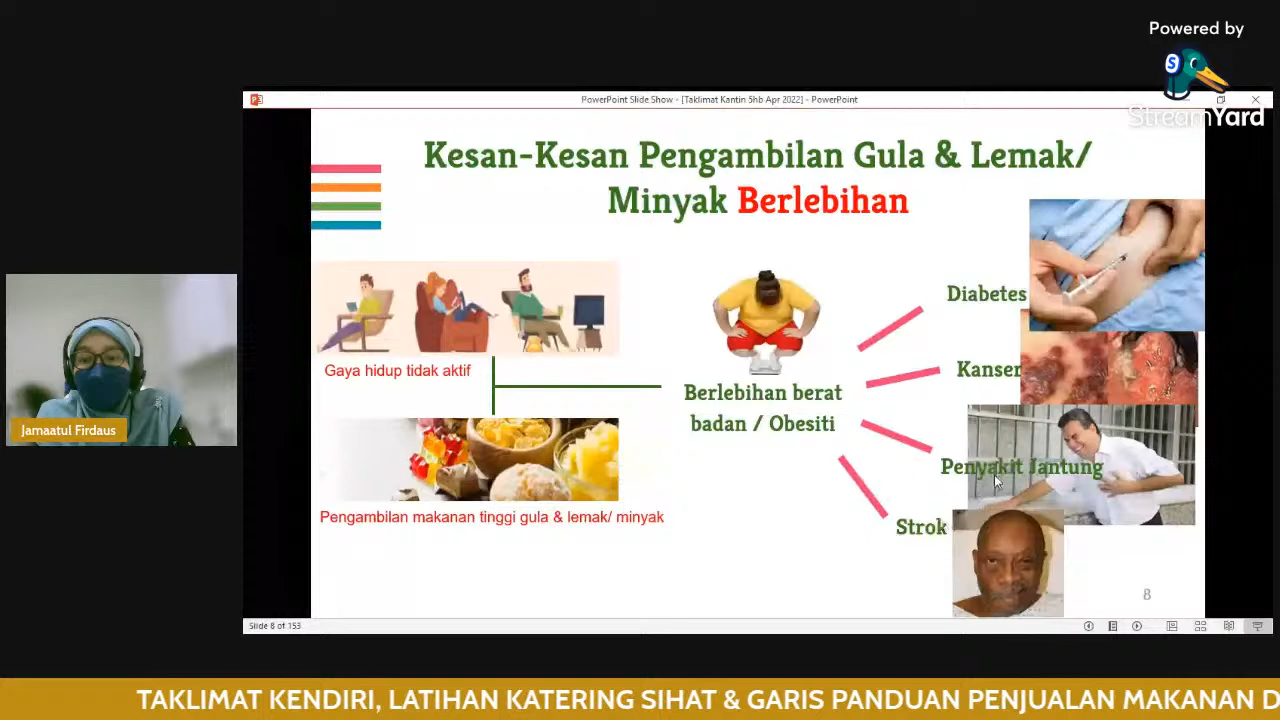 Powered by
S
StreamYard
PowerPoint Slide Show - [Taklimat Kantin 5hb Apr 2022] - PowerPoint
Kesan-Kesan Pengambilan Gula & Lemak/
Minyak Berlebihan
Diabetes
Gaya hidup tidak aktif
Kanser
Berlebihan berat
badan / Obesiti
Jamaatul Firdaus
Penyakit Jantung
Pengambilan makanan tinggi gula & lemak/ minyak
Strok
8
Slide 8 of 153
TAKLIMAT KENDIRI, LATIHAN KATERING SIHAT & GARIS PANDUAN PENJUALAN MAKANAN D